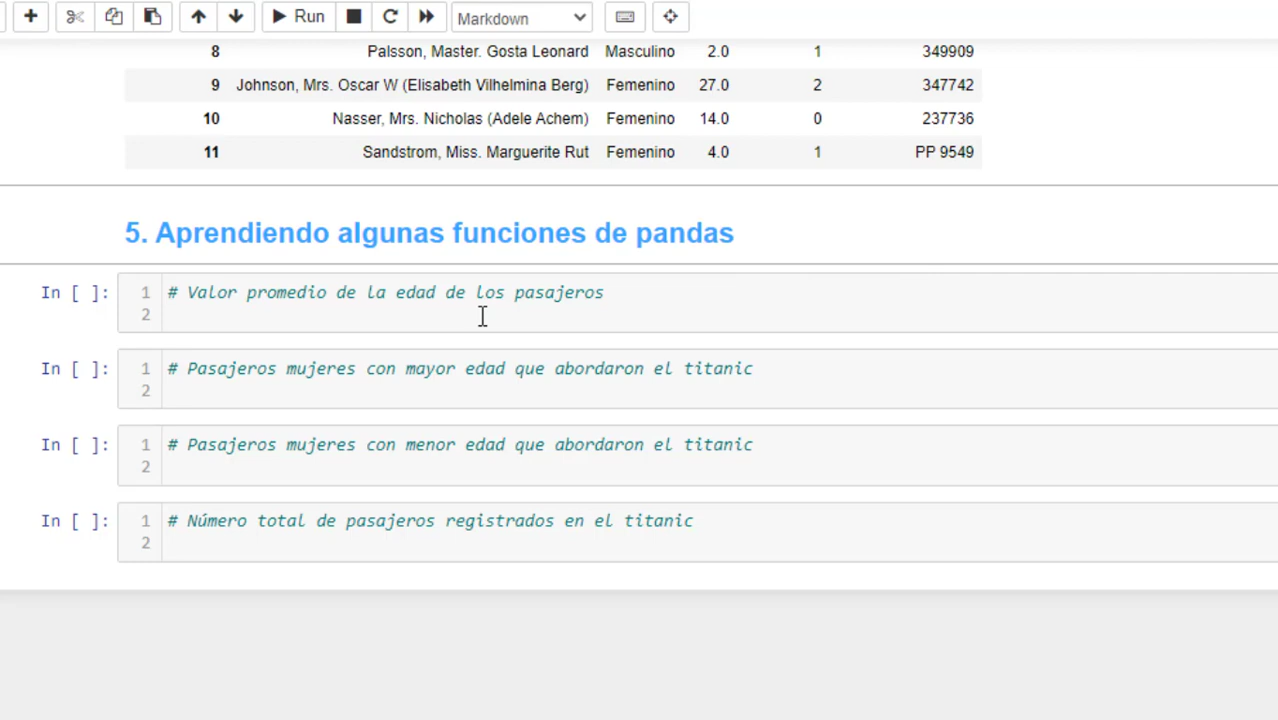 Run Markdown
8 Palsson, Master. Gosta Leonard Masculino 2.0 1 349909
9 Johnson, Mrs. Oscar W (Elisabeth Vilhelmina Berg) Femenino 27.0 2 347742
10 Nasser, Mrs. Nicholas (Adele Achem) Femenino 14.0 0 237736
11 Sandstrom, Miss. Marguerite Rut Femenino 4.0 1 PP 9549
5. Aprendiendo algunas funciones de pandas
In [ ]: 1 # Valor promedio de la edad de los pasajeros
2
In [ ]: 1 # Pasajeros mujeres con mayor edad que abordaron el titanic
2
In [ ]: 1 # Pasajeros mujeres con menor edad que abordaron el titanic
2
In [ ]: 1 # Número total de pasajeros registrados en el titanic
2